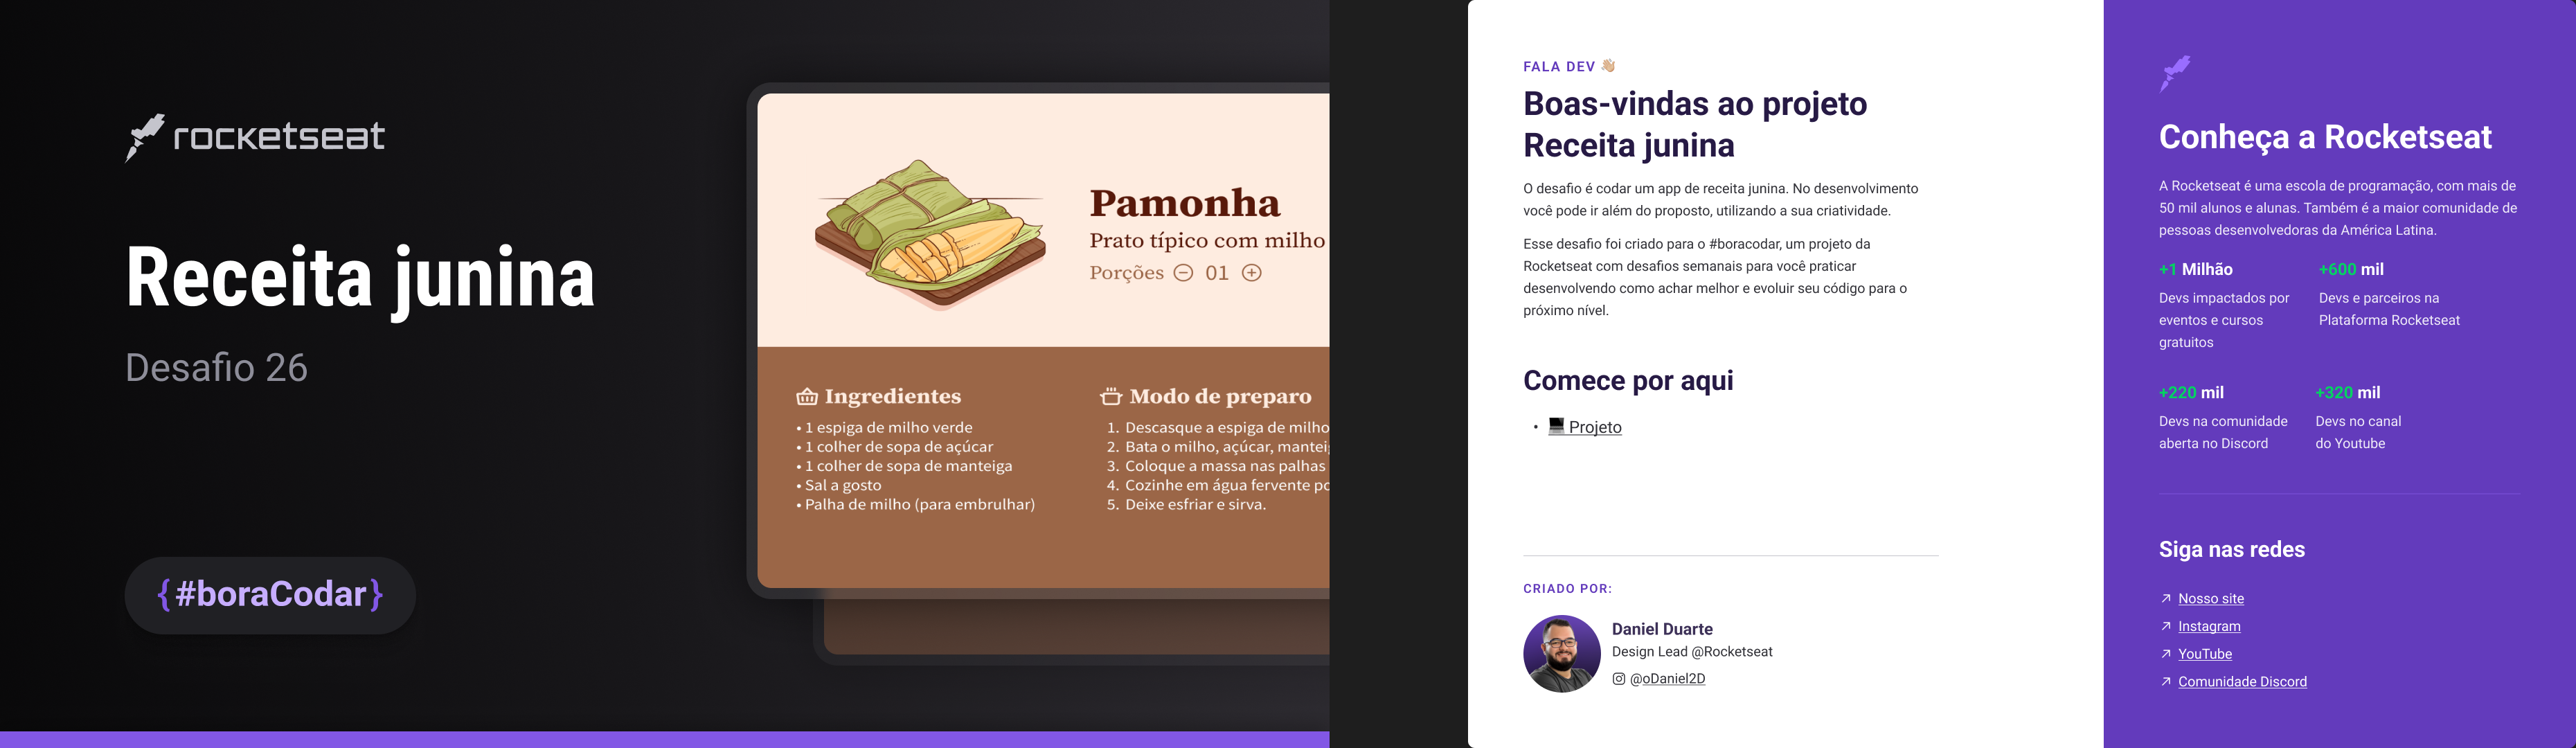 rocketseat
Receita junina
Desafio 26
{#boraCodar}
Pamonha
Prato típico com milho
Porções 01
Ingredientes
• 1 espiga de milho verde
• 1 colher de sopa de açúcar
• 1 colher de sopa de manteiga
• Sal a gosto
• Palha de milho (para embrulhar)
Modo de preparo
1. Descasque a espiga de milho
2. Bata o milho, açúcar, mantei
3. Coloque a massa nas palhas
4. Cozinhe em água fervente po
5. Deixe esfriar e sirva.
FALA DEV 👋🏼
Boas-vindas ao projeto
Receita junina
O desafio é codar um app de receita junina. No desenvolvimento
você pode ir além do proposto, utilizando a sua criatividade.
Esse desafio foi criado para o #boracodar, um projeto da
Rocketseat com desafios semanais para você praticar
desenvolvendo como achar melhor e evoluir seu código para o
próximo nível.
Comece por aqui
• 💻 Projeto
CRIADO POR:
Daniel Duarte
Design Lead @Rocketseat
@oDaniel2D
Conheça a Rocketseat
A Rocketseat é uma escola de programação, com mais de
50 mil alunos e alunas. Também é a maior comunidade de
pessoas desenvolvedoras da América Latina.
+1 Milhão
Devs impactados por
eventos e cursos
gratuitos
+600 mil
Devs e parceiros na
Plataforma Rocketseat
+220 mil
Devs na comunidade
aberta no Discord
+320 mil
Devs no canal
do Youtube
Siga nas redes
Nosso site
Instagram
YouTube
Comunidade Discord